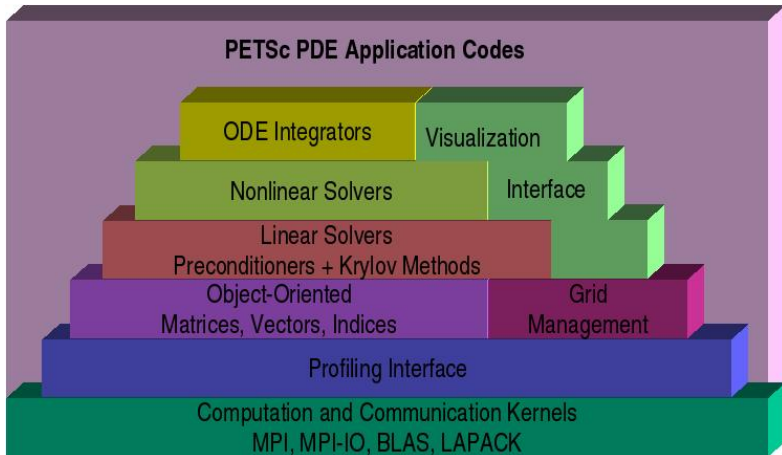 PETSc PDE Application Codes
ODE Integrators
Visualization
Nonlinear Solvers
Interface
Linear Solvers
Preconditioners + Krylov Methods
Object-Oriented
Matrices, Vectors, Indices
Grid
Management
Profiling Interface
Computation and Communication Kernels
MPI, MPI-IO, BLAS, LAPACK